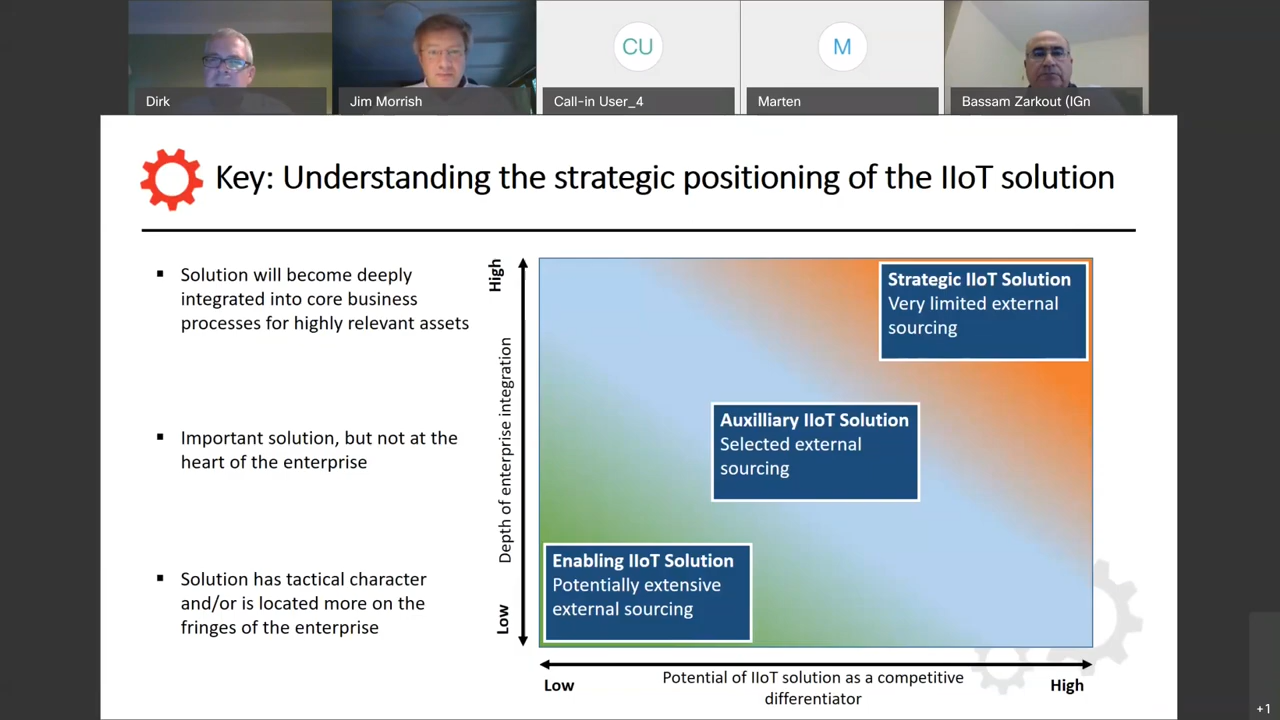 Dirk
Jim Morrish
CU
Call-in User_4
M
Marten
Bassam Zarkout (IGn
Key: Understanding the strategic positioning of the IIoT solution
▪ Solution will become deeply
integrated into core business
processes for highly relevant assets
▪ Important solution, but not at the
heart of the enterprise
▪ Solution has tactical character
and/or is located more on the
fringes of the enterprise
High
Depth of enterprise integration
Low
Strategic IIoT Solution
Very limited external
sourcing
Auxilliary IIoT Solution
Selected external
sourcing
Enabling IIoT Solution
Potentially extensive
external sourcing
Low
Potential of IIoT solution as a competitive
differentiator
High
+1